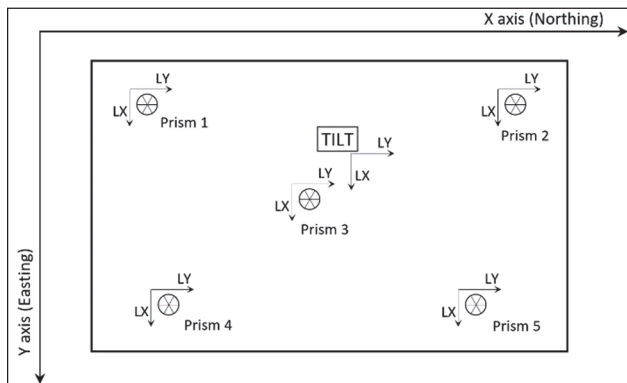 X axis (Northing)
LY
LX
Prism 1
LY
LX
Prism 2
TILT
LY
LX
LY
LX
Prism 3
LY
LX
Prism 4
LY
LX
Prism 5
Y axis (Easting)